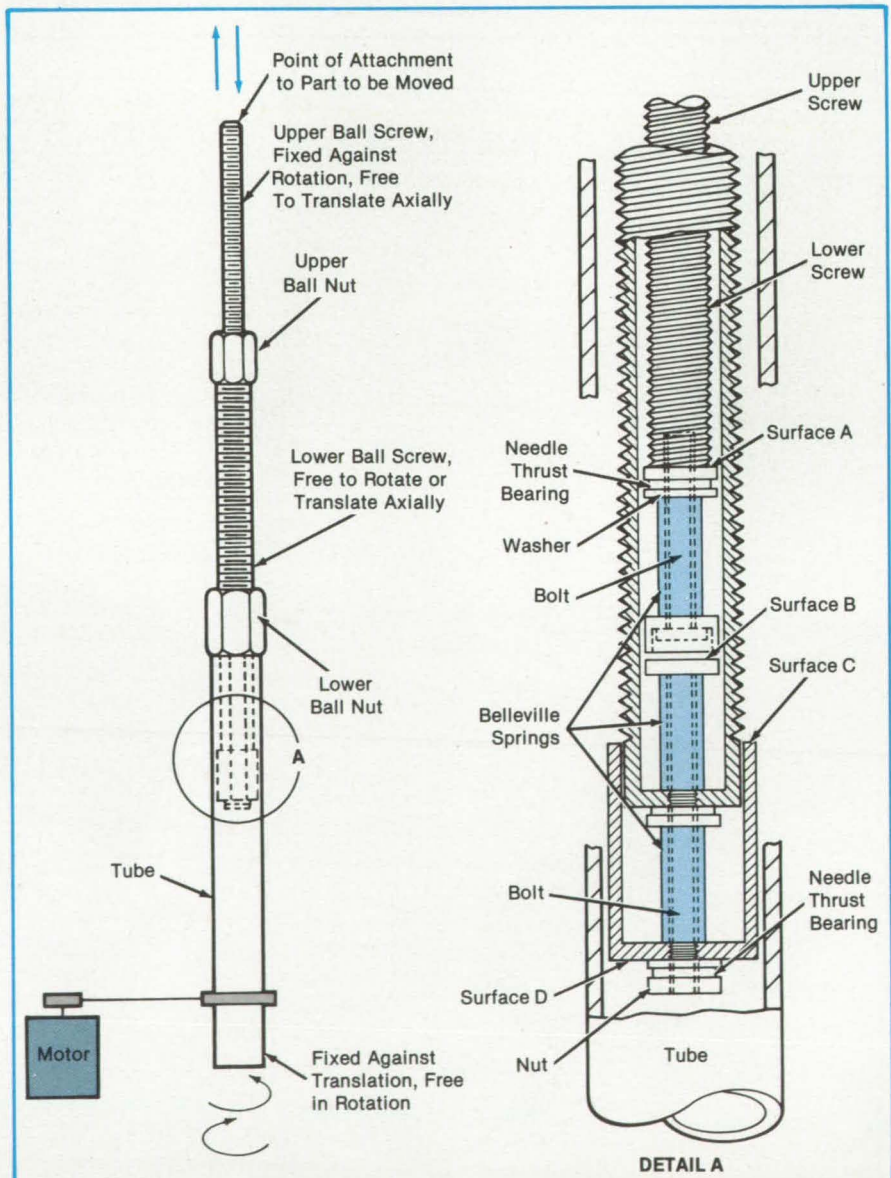 Point of Attachment
to Part to be Moved
Upper Ball Screw,
Fixed Against
Rotation, Free
To Translate Axially
Upper
Ball Nut
Lower Ball Screw,
Free to Rotate or
Translate Axially
Lower
Ball Nut
A
Tube
Motor
Fixed Against
Translation, Free
in Rotation
Upper
Screw
Lower
Screw
Needle
Thrust
Bearing
Surface A
Washer
Bolt
Surface B
Surface C
Belleville
Springs
Bolt
Needle
Thrust
Bearing
Surface D
Nut
Tube
DETAIL A